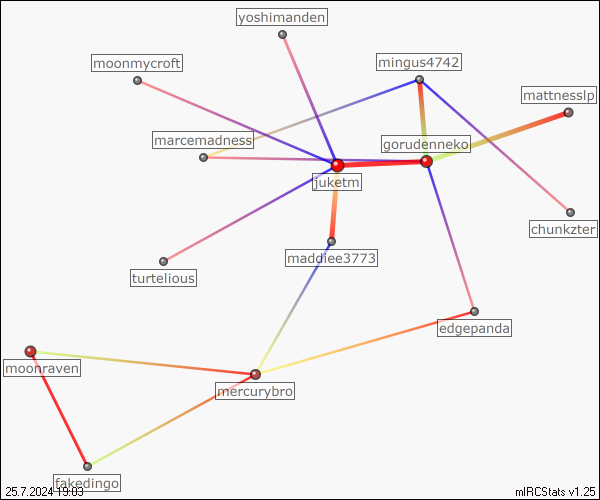 yoshimanden
moonmycroft
mingus4742
mattnesslp
marcemadness
gorudenneko
juketm
chunkzter
maddiee3773
turtelious
edgepanda
moonraven
mercurybro
fakedingo
25.7.2024 19:03
mIRCStats v1.25